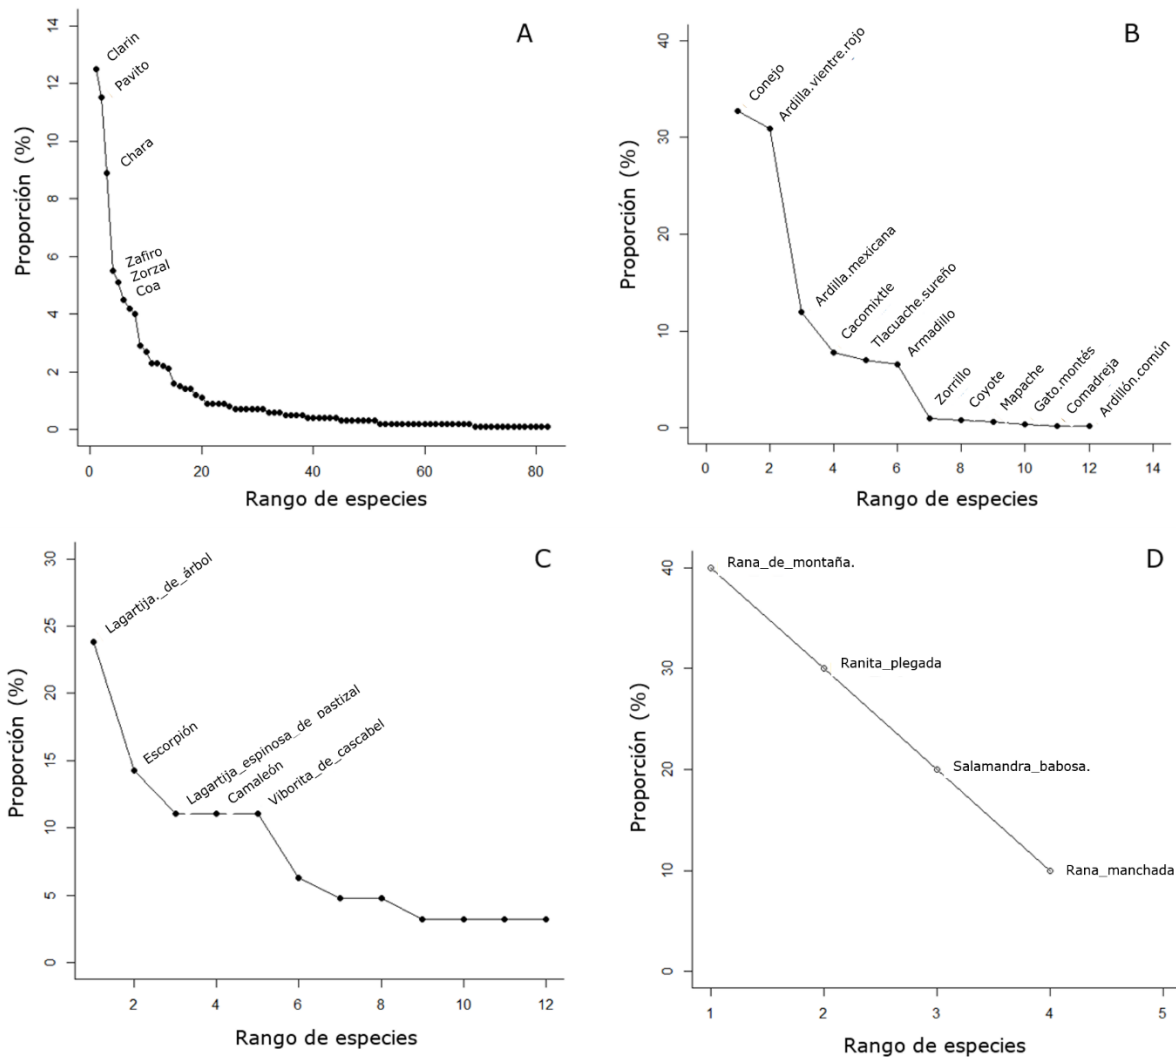 A
Proporción (%)
14
12
10
8
6
4
2
0
Clarin
Pavito
Chara
Zafiro
Zorzal
Coa
0 20 40 60 80
Rango de especies
B
Proporción (%)
40
30
20
10
0
Conejo
Ardilla.vientre.rojo
Ardilla.mexicana
Cacomixtle
Tlacuache.sureño
Armadillo
Zorrillo
Coyote
Mapache
Gato.montés
Comadreja
Ardillón.común
0 2 4 6 8 10 12 14
Rango de especies
C
Proporción (%)
30
25
20
15
10
5
0
Lagartija._de_árbol
Escorpión
Lagartija_espinosa_de_pastizal
Camaleón
Viborita_de_cascabel
2 4 6 8 10 12
Rango de especies
D
Proporción (%)
40
30
20
10
0
Rana_de_montaña.
Ranita_plegada
Salamandra_babosa.
Rana_manchada
1 2 3 4 5
Rango de especies